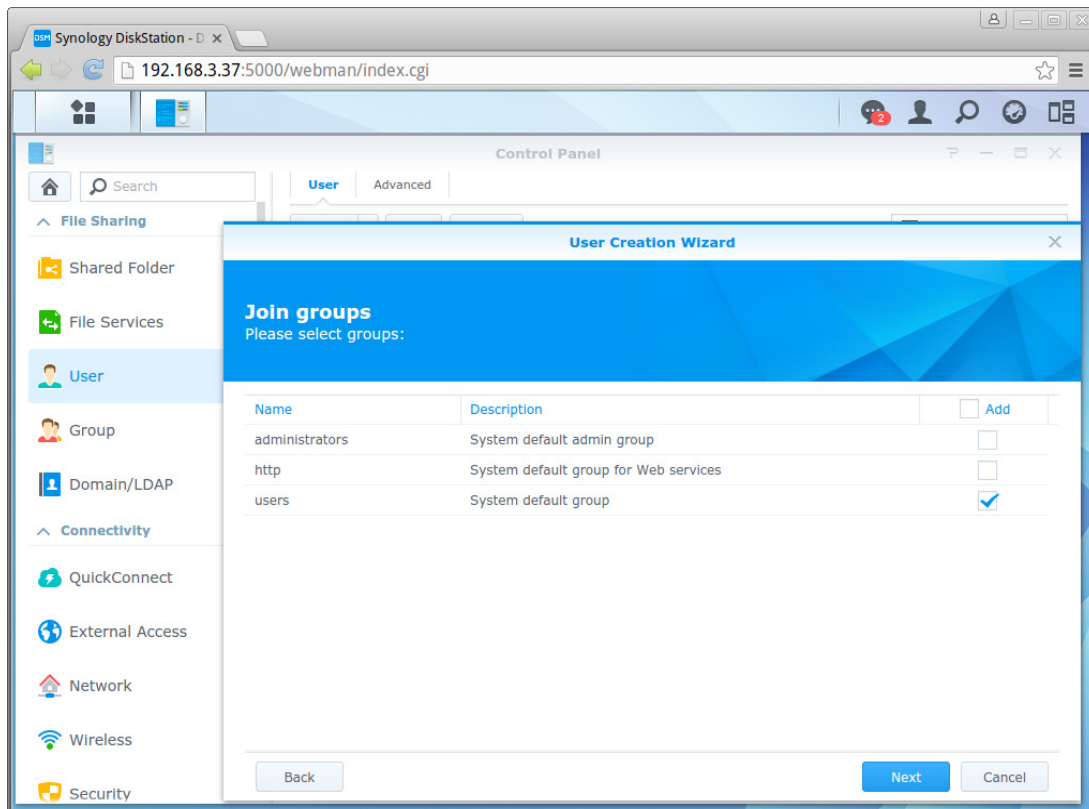 DSM Synology DiskStation - D
192.168.3.37:5000/webman/index.cgi
2
Control Panel
Search
User Advanced
File Sharing
Shared Folder
File Services
User
Group
Domain/LDAP
Connectivity
QuickConnect
External Access
Network
Wireless
Security
User Creation Wizard
Join groups
Please select groups:
Name Description Add
administrators System default admin group
http System default group for Web services
users System default group
Back Next Cancel